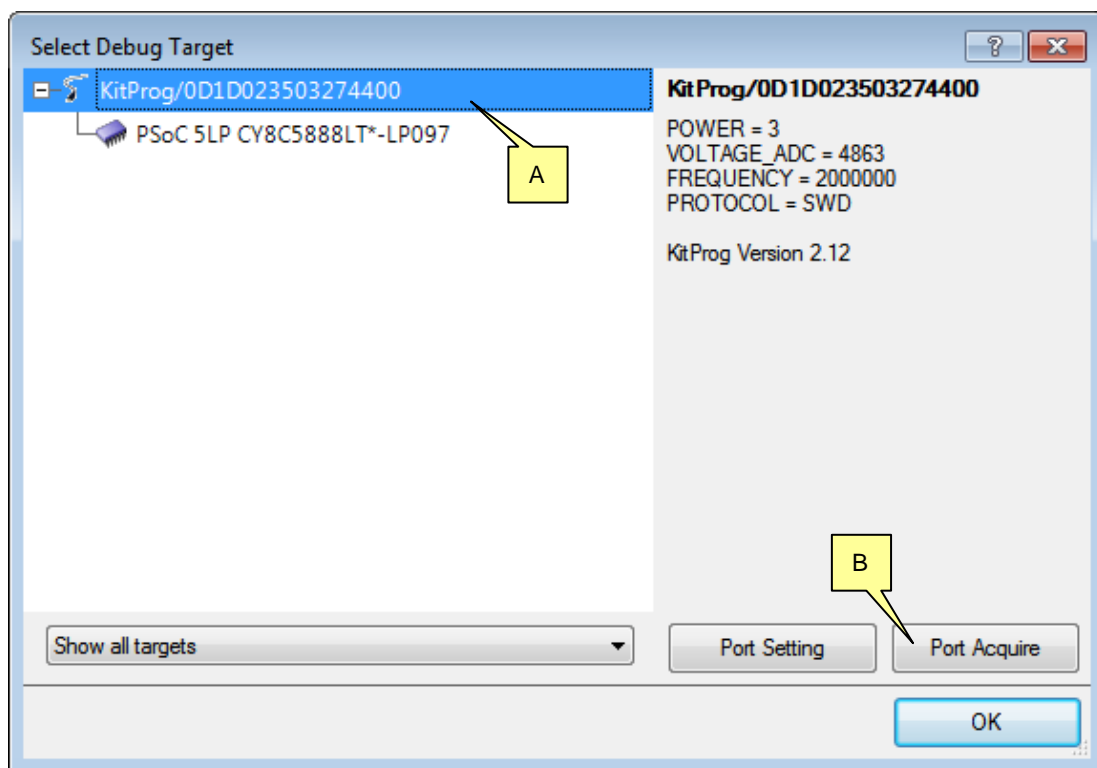 Select Debug Target
KitProg/0D1D023503274400
PSoC 5LP CY8C5888LT*-LP097
A
KitProg/0D1D023503274400
POWER = 3
VOLTAGE_ADC = 4863
FREQUENCY = 2000000
PROTOCOL = SWD
KitProg Version 2.12
B
Show all targets
Port Setting
Port Acquire
OK